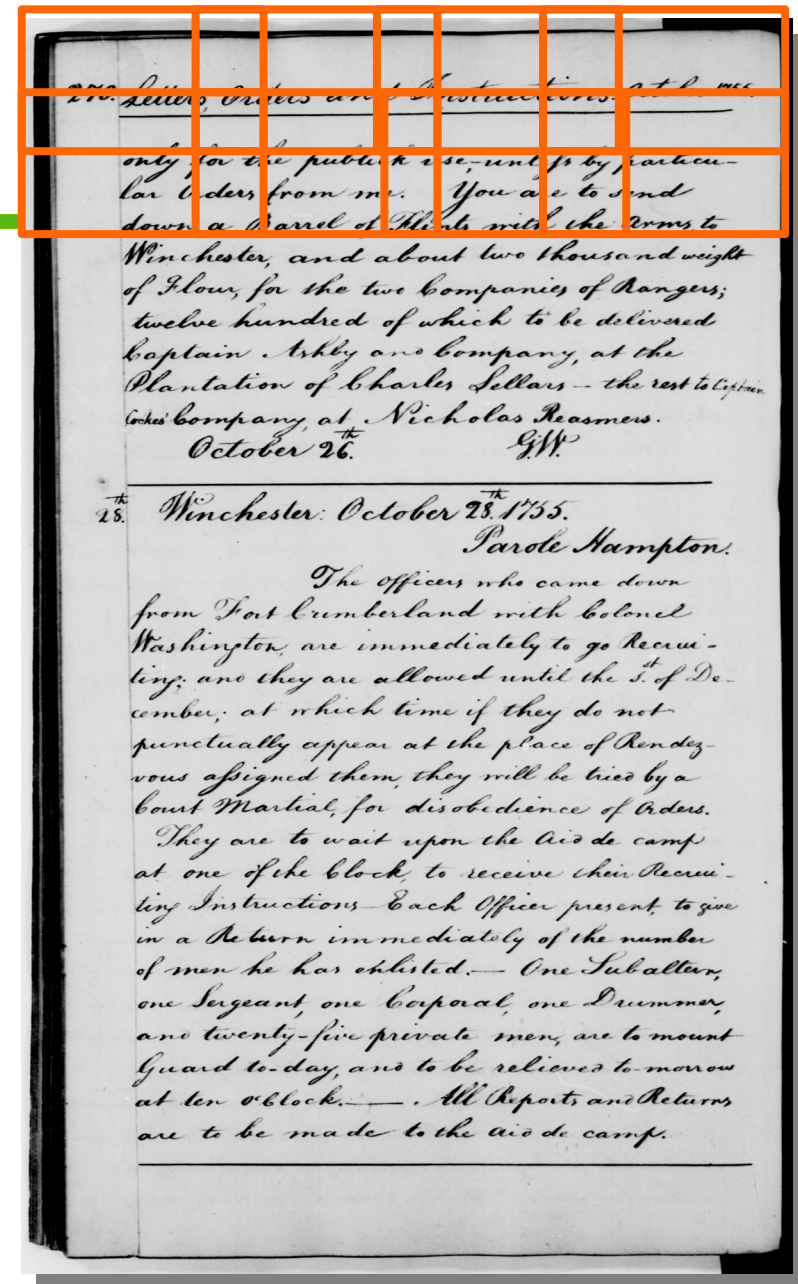 270. Letters, Orders and Instructions. October 1755.
only for the publick use, unless by particu-
lar Orders from me. You are to send
down a Barrel of Flints with the Arms, to
Winchester, and about two thousand weight
of Flour, for the two Companies of Rangers;
twelve hundred of which to be delivered
Captain Ashby and Company, at the
Plantation of Charles Sellars - the rest to Captain
Cockes' Company, at Nicholas Reasmers.
October 26.th G.W.
28.th Winchester: October 28.th 1755.
Parole Hampton.
The Officers who came down
from Fort Cumberland with Colonel
Washington, are immediately to go Recrui-
ting; and they are allowed until the 1.st of De-
cember; at which time if they do not
punctually appear at the place of Rendez-
vous assigned them, they will be tried by a
Court Martial, for disobedience of Orders.
They are to wait upon the Aid de camp
at one of the Clock, to receive their Recrui-
ting Instructions - Each Officer present, to give
in a Return immediately of the number
of men he has enlisted. — One Subaltern,
one Sergeant, one Corporal, one Drummer,
and twenty-five private men, are to mount
Guard to-day, and to be relieved to-morrow
at ten o'Clock. — . All Reports and Returns
are to be made to the aid de camp.